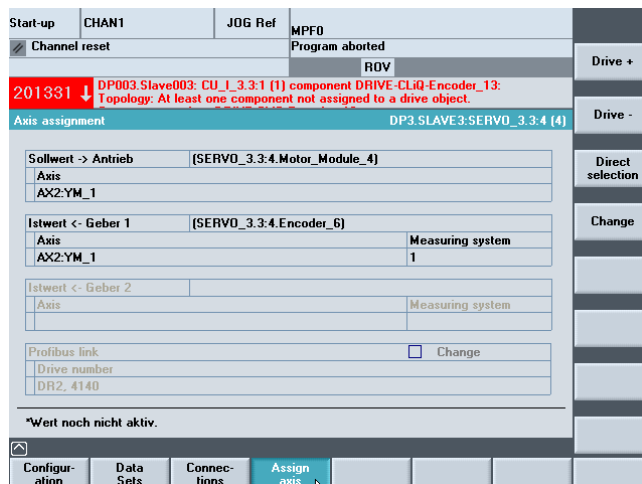 Start-up CHAN1 JOG Ref MPF0
Channel reset Program aborted
ROV
201331 DP003.Slave003: CU_I_3.3:1 (1) component DRIVE-CLiQ-Encoder_13:
Topology: At least one component not assigned to a drive object.
Axis assignment DP3.SLAVE3:SERVO_3.3:4 (4)
Sollwert -> Antrieb (SERVO_3.3:4.Motor_Module_4)
Axis
AX2:YM_1
Istwert <- Geber 1 (SERVO_3.3:4.Encoder_6)
Axis Measuring system
AX2:YM_1 1
Istwert <- Geber 2
Axis Measuring system
Profibus link Change
Drive number
DR2, 4140
*Wert noch nicht aktiv.
Drive +
Drive -
Direct
selection
Change
Configur-
ation
Data
Sets
Connec-
tions
Assign
axis